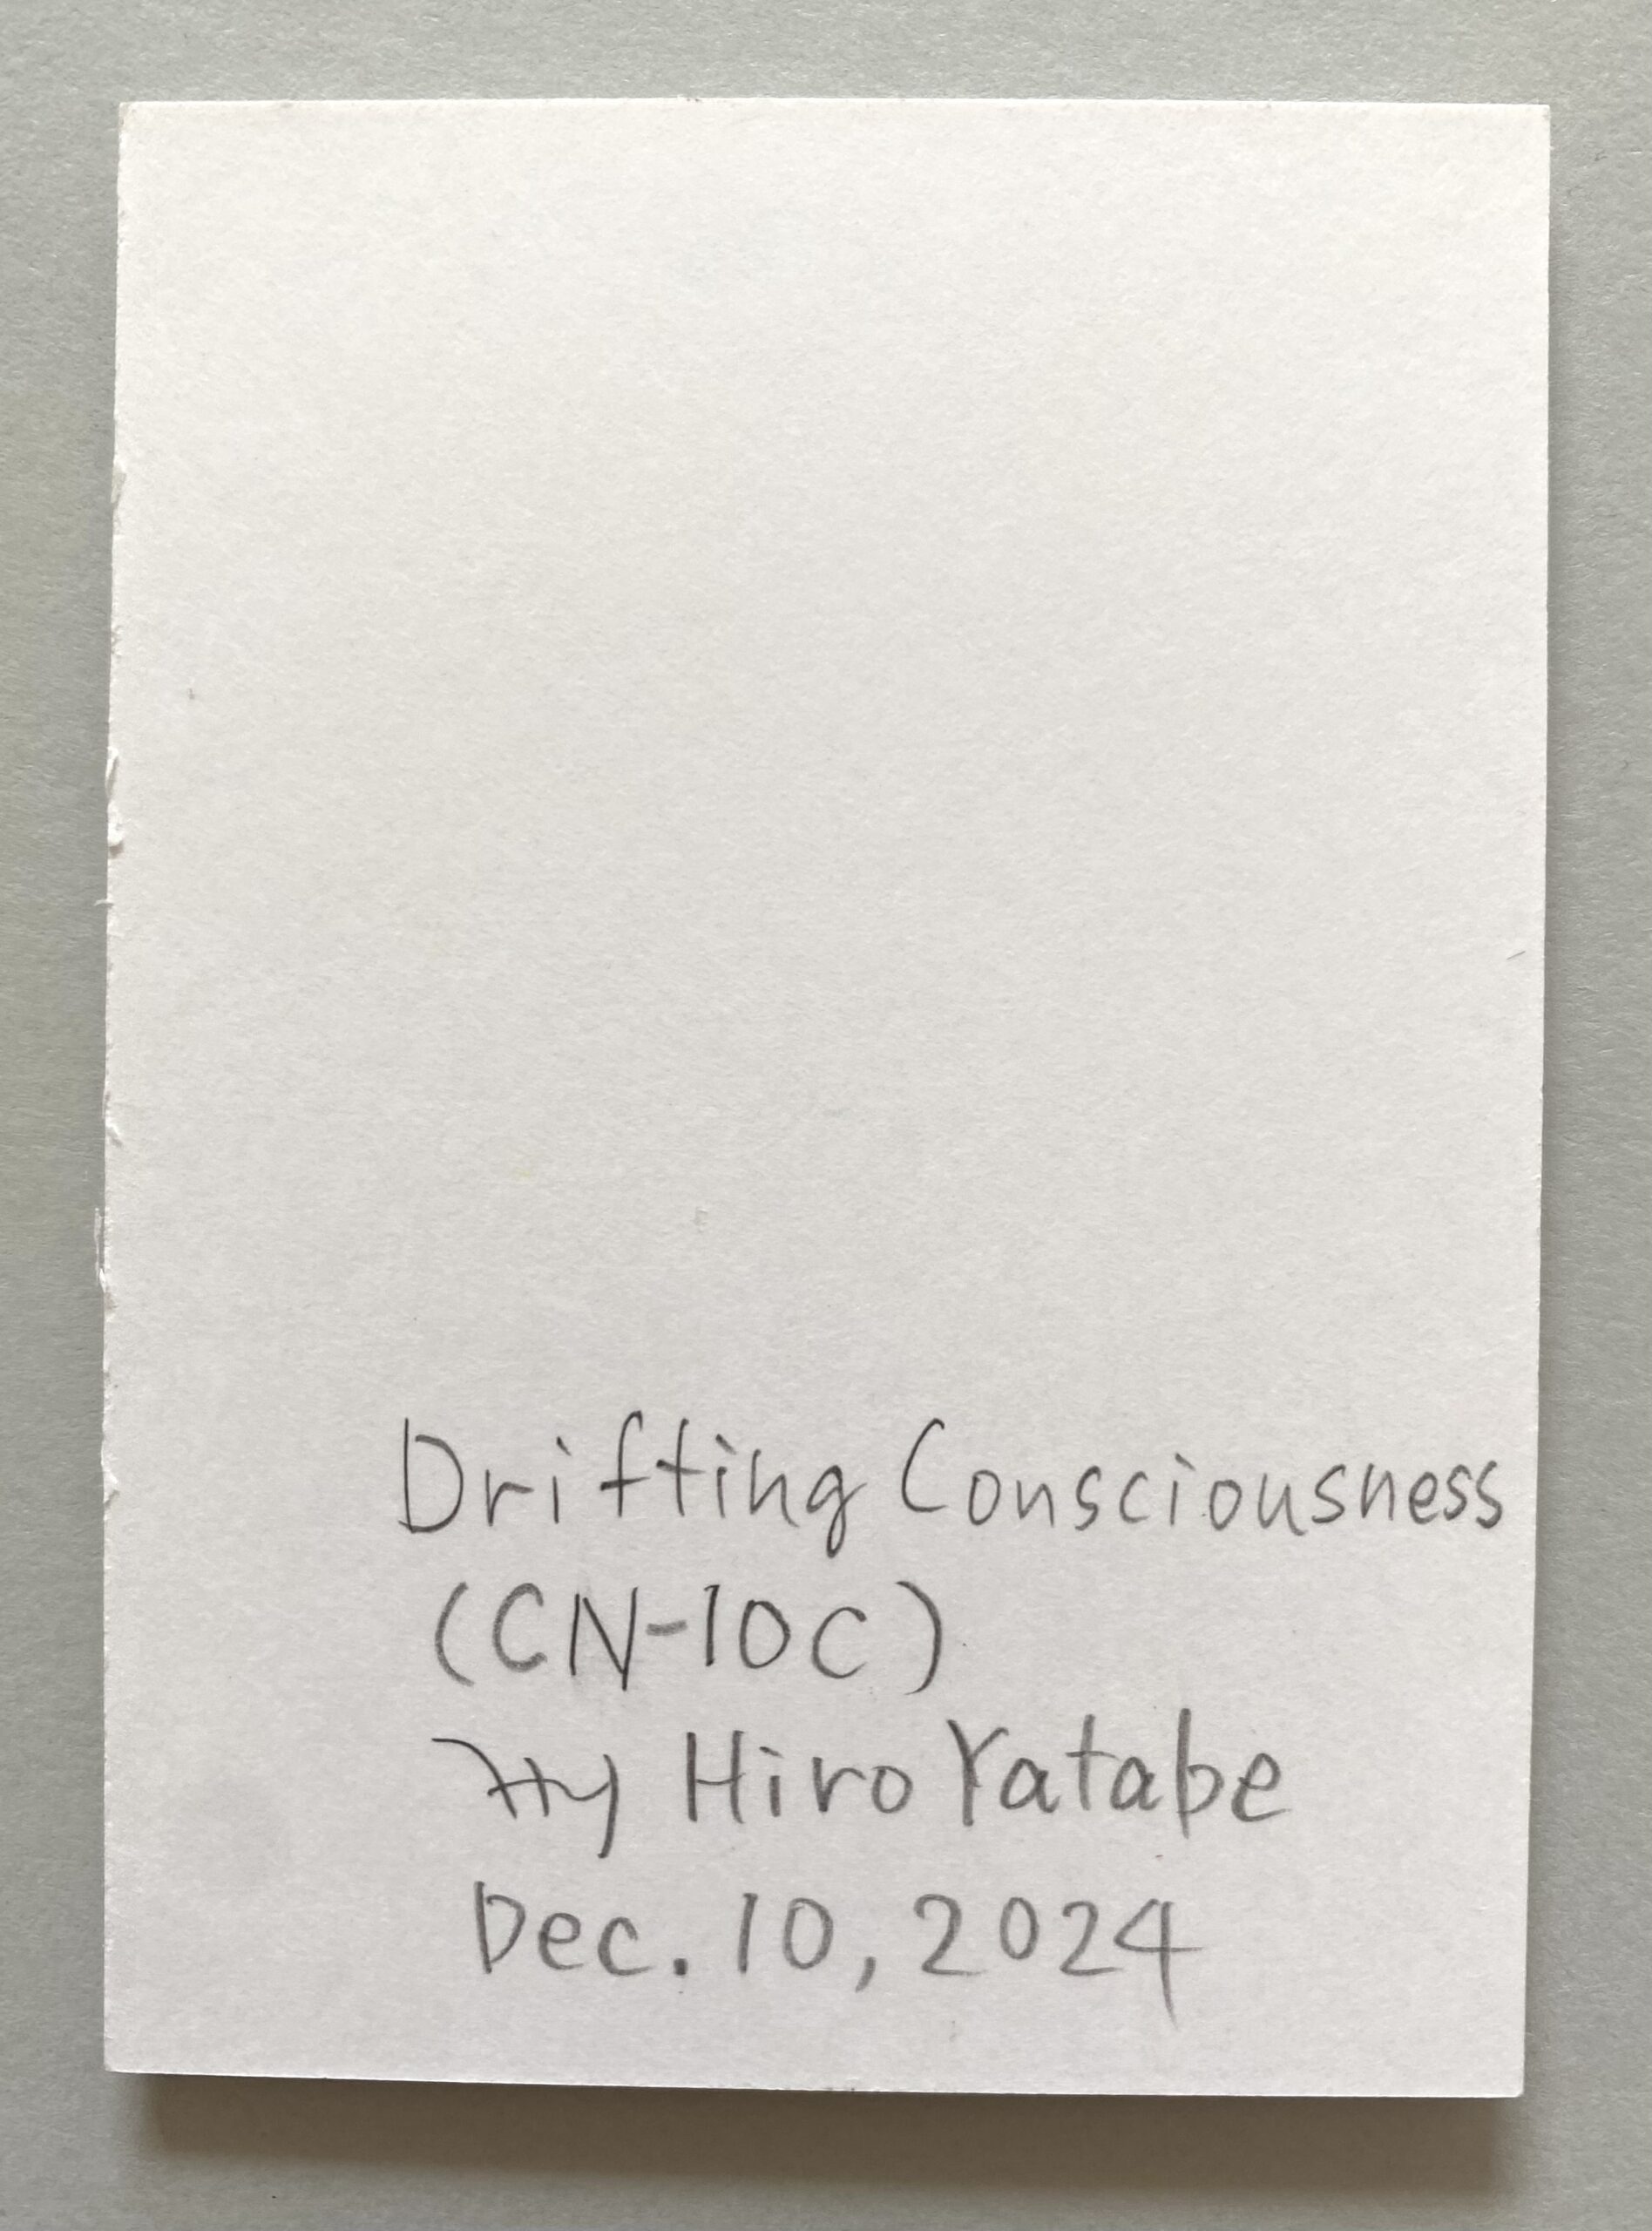 Drifting Consciousness
(CN-10C)
Hiro Yatabe
Dec. 10, 2024